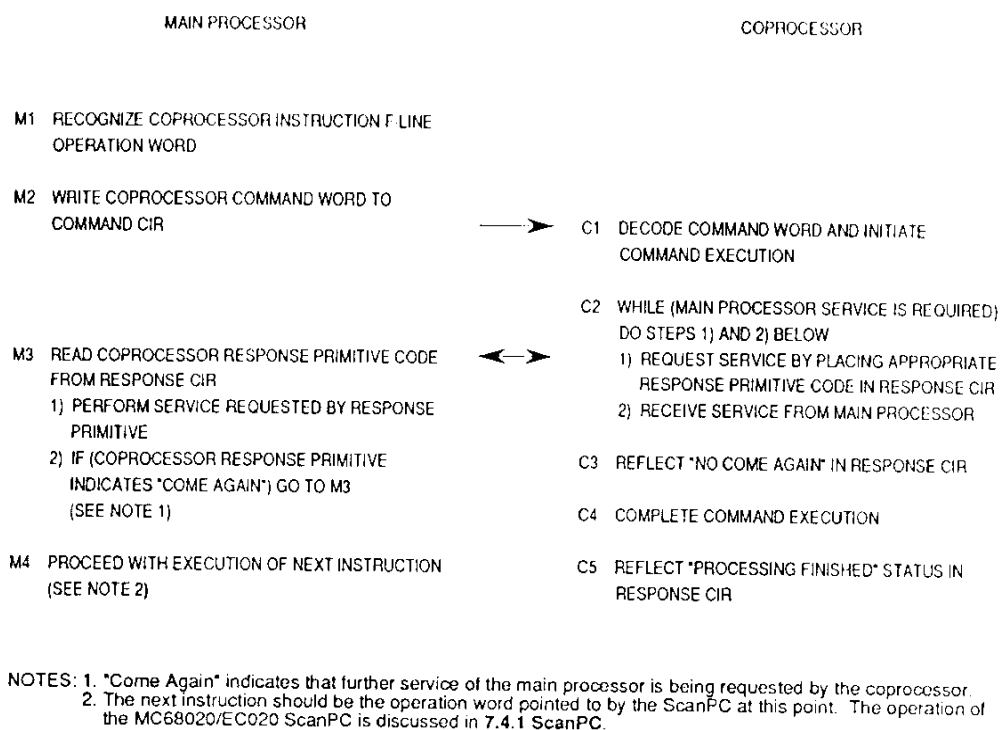 MAIN PROCESSOR
COPROCESSOR
M1 RECOGNIZE COPROCESSOR INSTRUCTION F-LINE
OPERATION WORD
M2 WRITE COPROCESSOR COMMAND WORD TO
COMMAND CIR
C1 DECODE COMMAND WORD AND INITIATE
COMMAND EXECUTION
C2 WHILE (MAIN PROCESSOR SERVICE IS REQUIRED)
DO STEPS 1) AND 2) BELOW
1) REQUEST SERVICE BY PLACING APPROPRIATE
RESPONSE PRIMITIVE CODE IN RESPONSE CIR
2) RECEIVE SERVICE FROM MAIN PROCESSOR
M3 READ COPROCESSOR RESPONSE PRIMITIVE CODE
FROM RESPONSE CIR
1) PERFORM SERVICE REQUESTED BY RESPONSE
PRIMITIVE
2) IF (COPROCESSOR RESPONSE PRIMITIVE
INDICATES "COME AGAIN") GO TO M3
(SEE NOTE 1)
C3 REFLECT "NO COME AGAIN" IN RESPONSE CIR
C4 COMPLETE COMMAND EXECUTION
M4 PROCEED WITH EXECUTION OF NEXT INSTRUCTION
(SEE NOTE 2)
C5 REFLECT "PROCESSING FINISHED" STATUS IN
RESPONSE CIR
NOTES: 1. "Come Again" indicates that further service of the main processor is being requested by the coprocessor.
2. The next instruction should be the operation word pointed to by the ScanPC at this point. The operation of
the MC68020/EC020 ScanPC is discussed in 7.4.1 ScanPC.